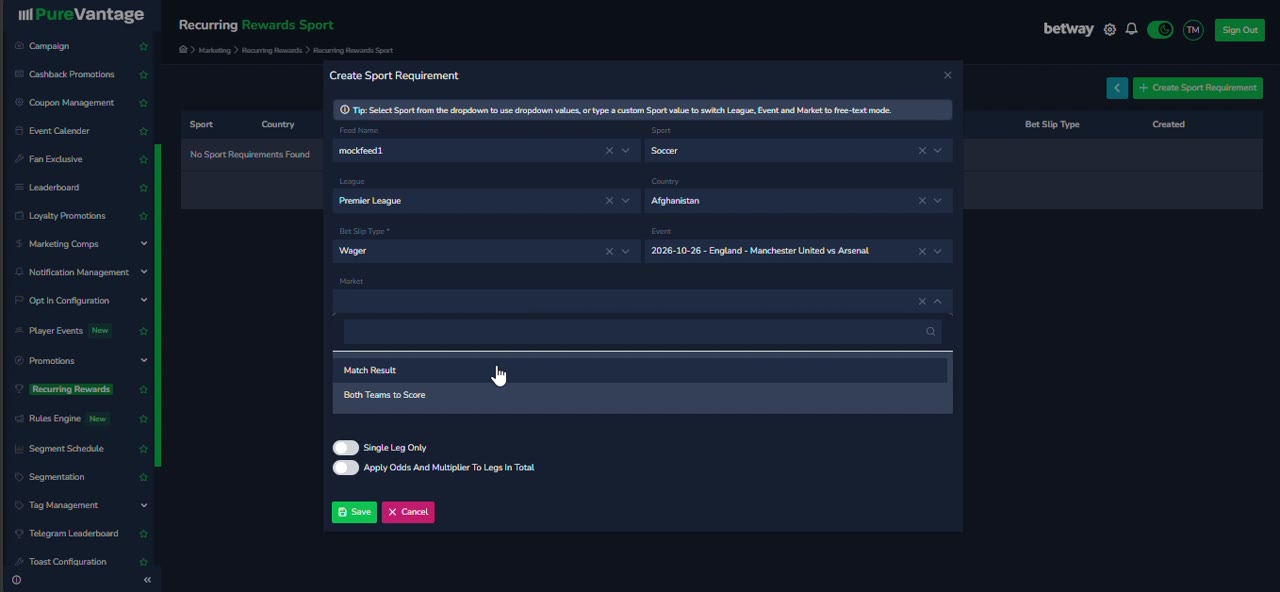 PureVantage
Campaign
Cashback Promotions
Coupon Management
Event Calender
Fan Exclusive
Leaderboard
Loyalty Promotions
Marketing Comps
Notification Management
Opt In Configuration
Player Events New
Promotions
Recurring Rewards
Rules Engine New
Segment Schedule
Segmentation
Tag Management
Telegram Leaderboard
Toast Configuration
Recurring Rewards Sport
Marketing > Recurring Rewards > Recurring Rewards Sport
betway
TM
Sign Out
+ Create Sport Requirement
Sport Country Bet Slip Type Created
No Sport Requirements Found
Create Sport Requirement
Tip: Select Sport from the dropdown to use dropdown values, or type a custom Sport value to switch League, Event and Market to free-text mode.
Feed Name Sport
mockfeed1 Soccer
League Country
Premier League Afghanistan
Bet Slip Type * Event
Wager 2026-10-26 - England - Manchester United vs Arsenal
Market
Match Result
Both Teams to Score
Single Leg Only
Apply Odds And Multiplier To Legs In Total
Save Cancel